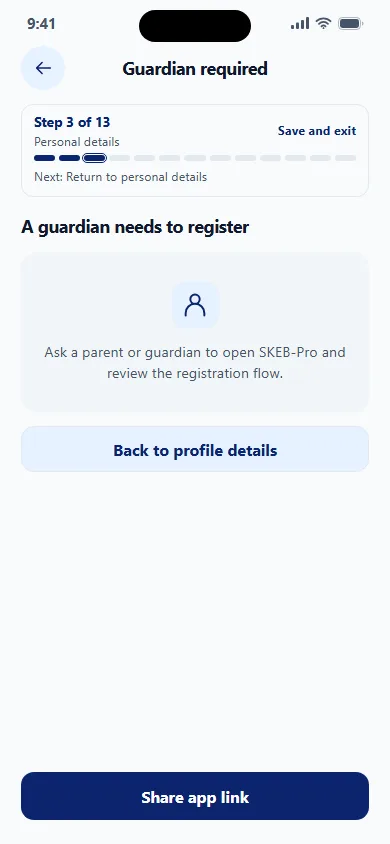 9:41
Guardian required
Step 3 of 13
Save and exit
Personal details
Next: Return to personal details
A guardian needs to register
Ask a parent or guardian to open SKEB-Pro and
review the registration flow.
Back to profile details
Share app link